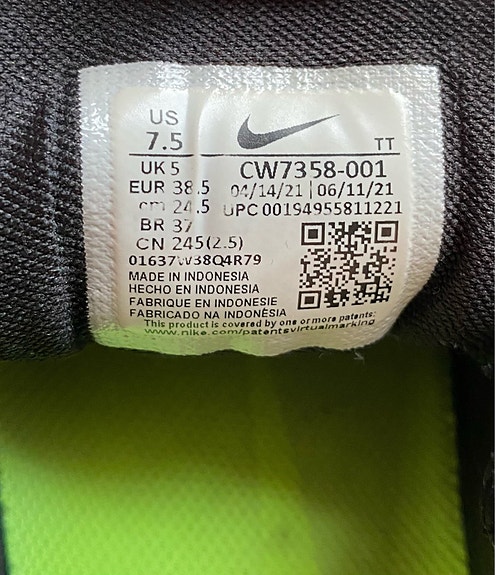 US
7.5
TT
UK 5
CW7358-001
EUR 38.5
04/14/21 | 06/11/21
cm 24.5
UPC 00194955811221
BR 37
CN 245(2.5)
01637W38Q4R79
MADE IN INDONESIA
HECHO EN INDONESIA
FABRIQUE EN INDONESIE
FABRICADO NA INDONÉSIA
This product is covered by one or more patents:
www.nike.com/patentsvirtualmarking